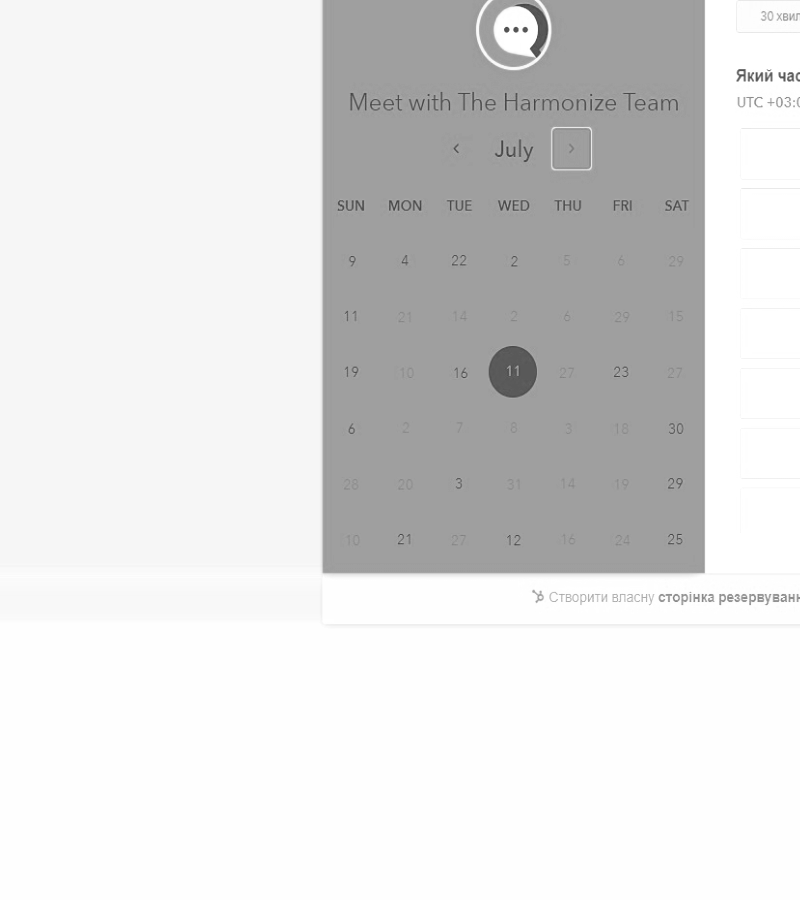 30 хвил
Meet with The Harmonize Team
Який час
July
UTC +03:0
SUN MON TUE WED THU FRI SAT
9 4 22 2 5 6 29
11 21 14 2 6 29 15
19 10 16 11 27 23 27
6 2 7 8 3 18 30
28 20 3 31 14 19 29
10 21 27 12 16 24 25
Створити власну сторінка резервуванн